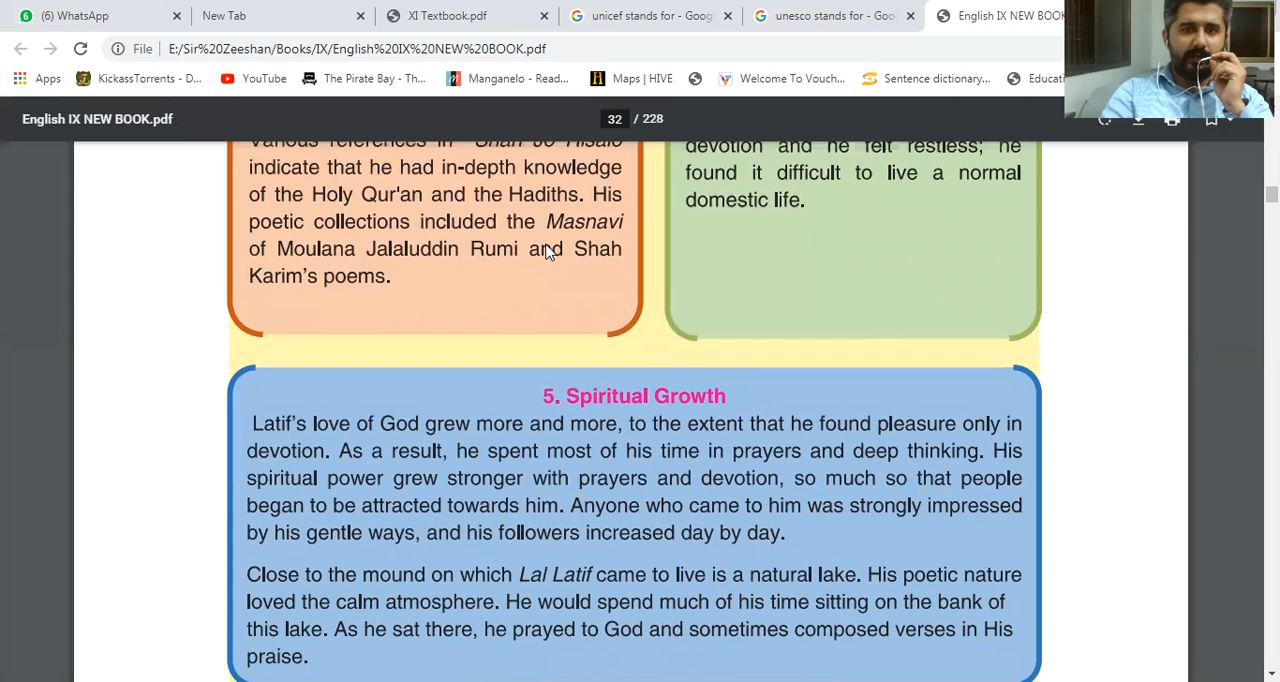 (6) WhatsApp
New Tab
XI Textbook.pdf
unicef stands for - Goog
unesco stands for - Goo
English IX NEW BOOK
File
E:/Sir%20Zeeshan/Books/IX/English%20IX%20NEW%20BOOK.pdf
Apps
KickassTorrents - D...
YouTube
The Pirate Bay - Th...
Manganelo - Read...
Maps | HIVE
Welcome To Vouch...
Sentence dictionary...
Educati
English IX NEW BOOK.pdf
32 / 228
Various references in Shah Jo Risalo
indicate that he had in-depth knowledge
of the Holy Qur'an and the Hadiths. His
poetic collections included the Masnavi
of Moulana Jalaluddin Rumi and Shah
Karim's poems.
devotion and he felt restless; he
found it difficult to live a normal
domestic life.
5. Spiritual Growth
Latif's love of God grew more and more, to the extent that he found pleasure only in
devotion. As a result, he spent most of his time in prayers and deep thinking. His
spiritual power grew stronger with prayers and devotion, so much so that people
began to be attracted towards him. Anyone who came to him was strongly impressed
by his gentle ways, and his followers increased day by day.
Close to the mound on which Lal Latif came to live is a natural lake. His poetic nature
loved the calm atmosphere. He would spend much of his time sitting on the bank of
this lake. As he sat there, he prayed to God and sometimes composed verses in His
praise.